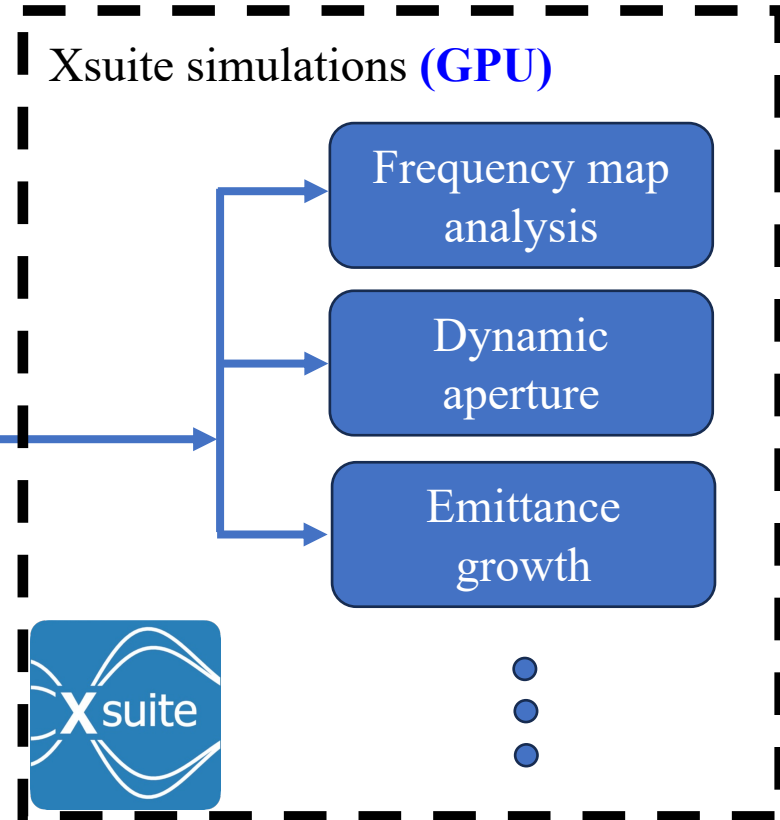 Xsuite simulations (GPU)
Frequency map
analysis
Dynamic
aperture
Emittance
growth
Xsuite